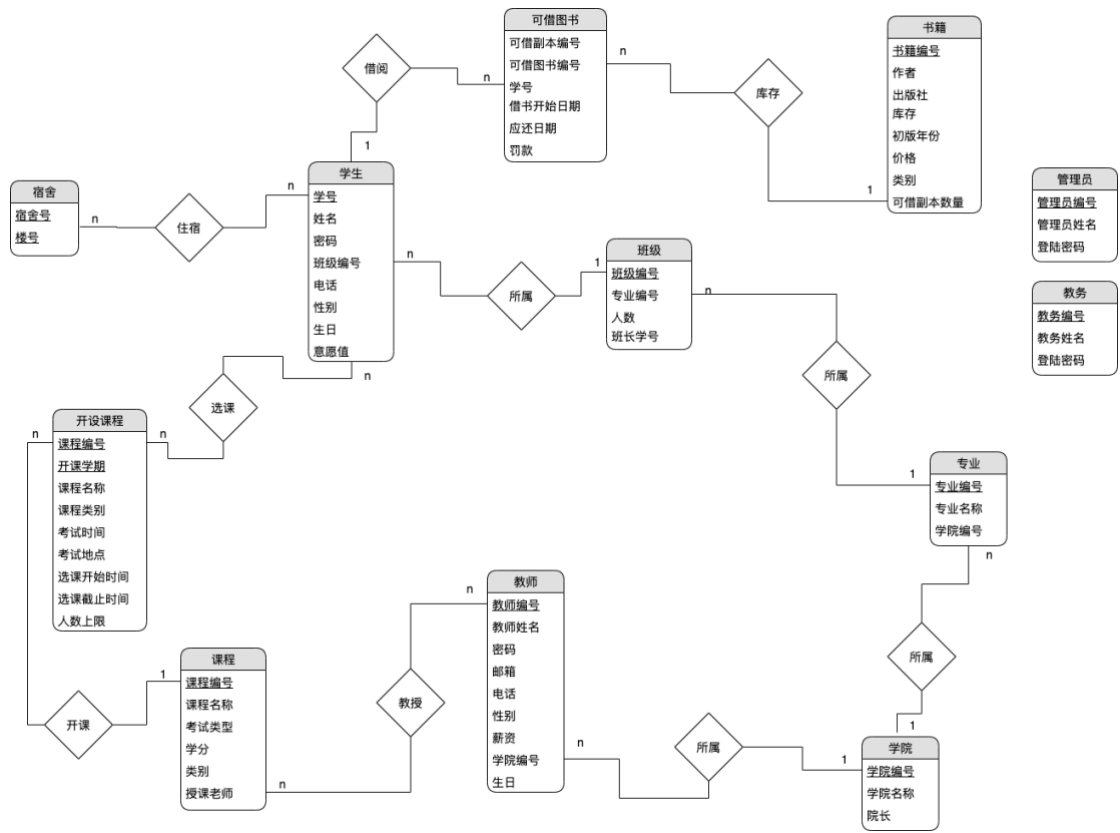 可借图书
可借副本编号
可借图书编号
学号
借书开始日期
应还日期
罚款
书籍
书籍编号
作者
出版社
库存
初版年份
价格
类别
可借副本数量
借阅
n
1
n
库存
1
宿舍
宿舍号
楼号
n
住宿
n
学生
学号
姓名
密码
班级编号
电话
性别
生日
意愿值
n
所属
1
班级
班级编号
专业编号
人数
班长学号
n
所属
1
管理员
管理员编号
管理员姓名
登陆密码
教务
教务编号
教务姓名
登陆密码
n
选课
n
n
开设课程
课程编号
开课学期
课程名称
课程类别
考试时间
考试地点
选课开始时间
选课截止时间
人数上限
专业
专业编号
专业名称
学院编号
n
所属
1
开课
1
课程
课程编号
课程名称
考试类型
学分
类别
授课老师
n
教授
n
教师
教师编号
教师姓名
密码
邮箱
电话
性别
薪资
学院编号
生日
n
所属
1
学院
学院编号
学院名称
院长